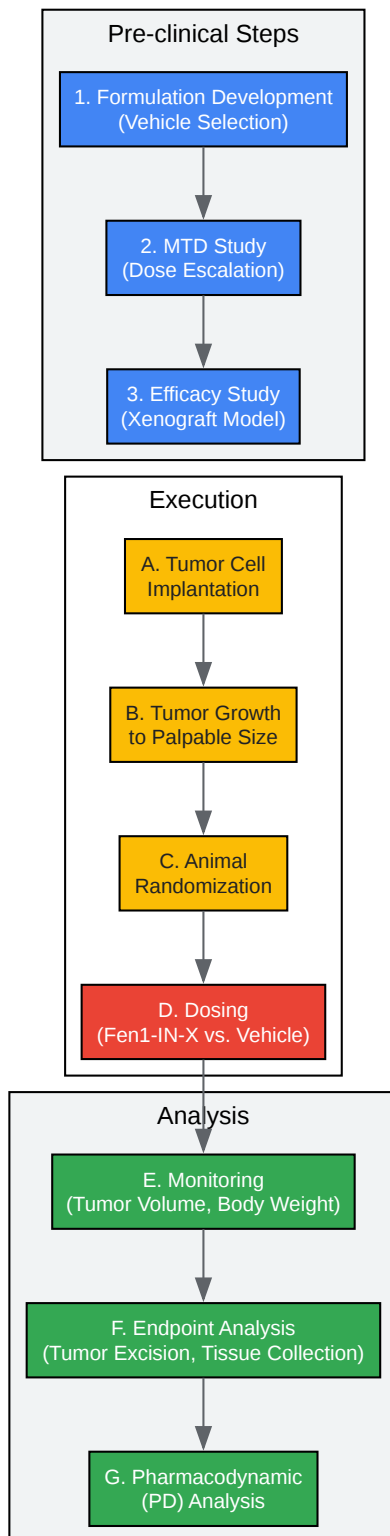 Pre-clinical Steps
1. Formulation Development
(Vehicle Selection)
2. MTD Study
(Dose Escalation)
3. Efficacy Study
(Xenograft Model)
Execution
A. Tumor Cell
Implantation
B. Tumor Growth
to Palpable Size
C. Animal
Randomization
D. Dosing
(Fen1-IN-X vs. Vehicle)
Analysis
E. Monitoring
(Tumor Volume, Body Weight)
F. Endpoint Analysis
(Tumor Excision, Tissue Collection)
G. Pharmacodynamic
(PD) Analysis